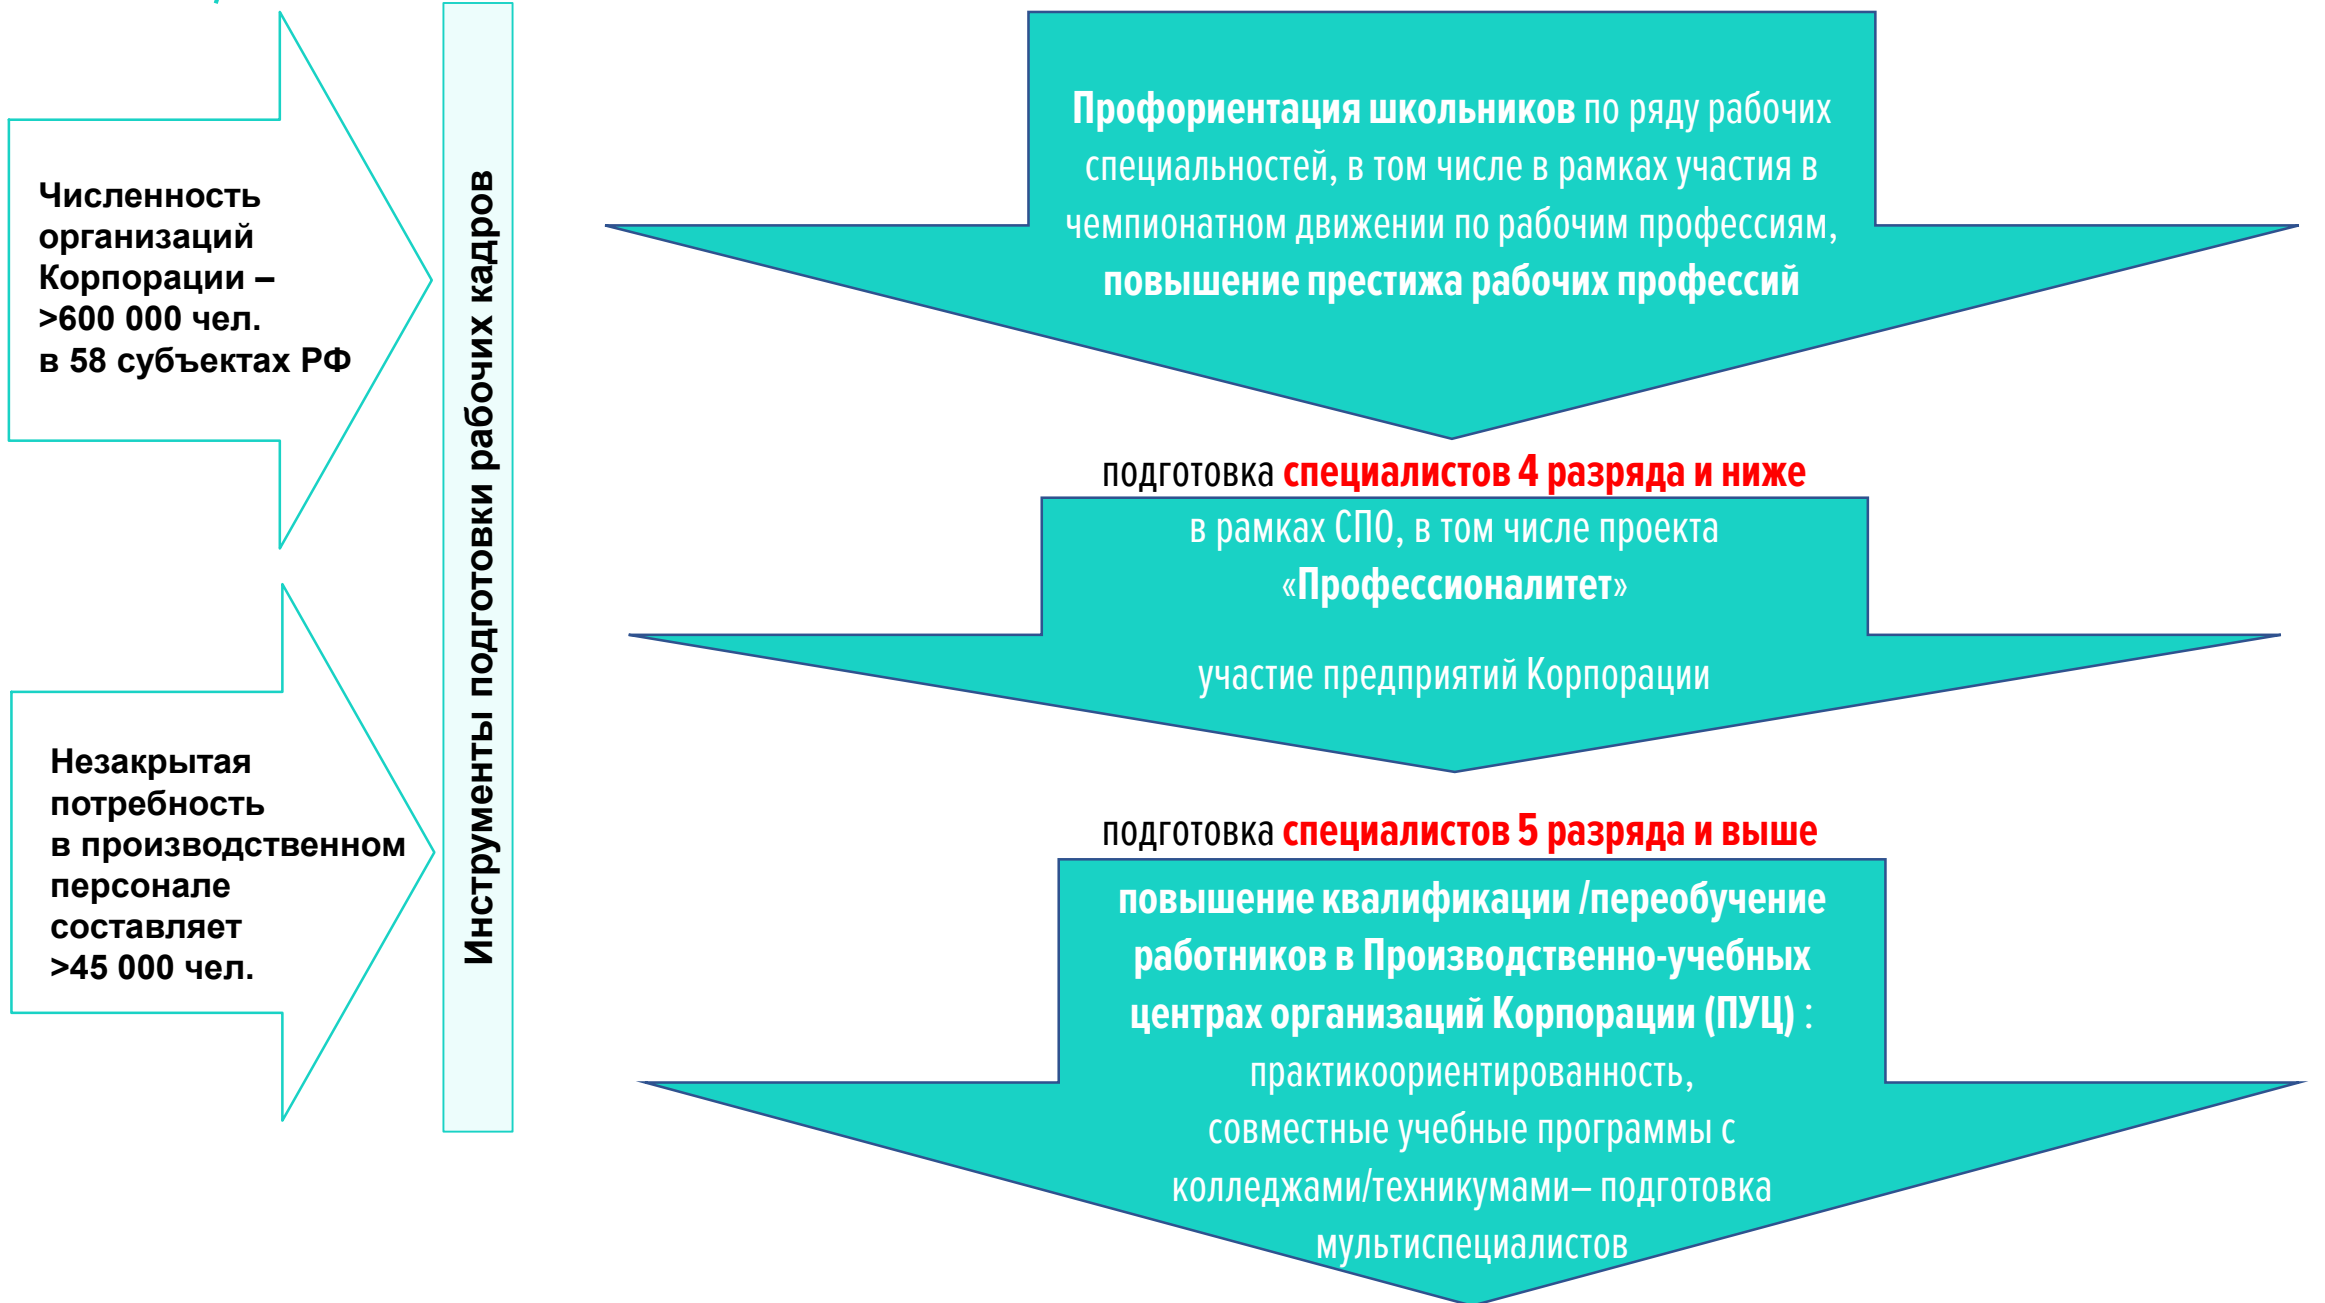 Численность
организаций
Корпорации –
>600 000 чел.
в 58 субъектах РФ
Незакрытая
потребность
в производственном
персонале
составляет
>45 000 чел.
Инструменты подготовки рабочих кадров
Профориентация школьников по ряду рабочих
специальностей, в том числе в рамках участия в
чемпионатном движении по рабочим профессиям,
повышение престижа рабочих профессий
подготовка специалистов 4 разряда и ниже
в рамках СПО, в том числе проекта
«Профессионалитет»
участие предприятий Корпорации
подготовка специалистов 5 разряда и выше
повышение квалификации /переобучение
работников в Производственно-учебных
центрах организаций Корпорации (ПУЦ) :
практикоориентированность,
совместные учебные программы с
колледжами/техникумами– подготовка
мультиспециалистов